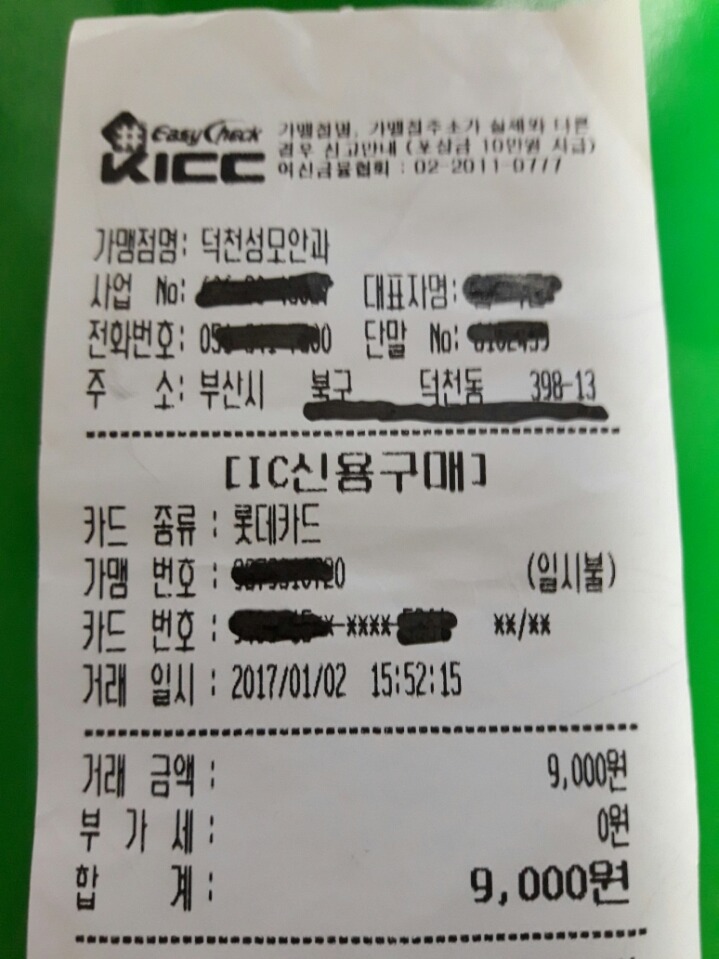 EasyCheck
KICC
가맹점명, 가맹점주소가 실제와 다른
경우 신고안내 (포상금 10만원 지급)
여신금융협회 : 02-2011-0777
가맹점명: 덕천성모안과
사업 No: 대표자명:
전화번호: 단말 No:
주 소: 부산시 북구 덕천동 398-13
[IC신용구매]
카드 종류 : 롯데카드
가맹 번호 : (일시불)
카드 번호 : -xxxx- xx/xx
거래 일시 : 2017/01/02 15:52:15
거래 금액 : 9,000원
부 가 세 : 0원
합 계 : 9,000원